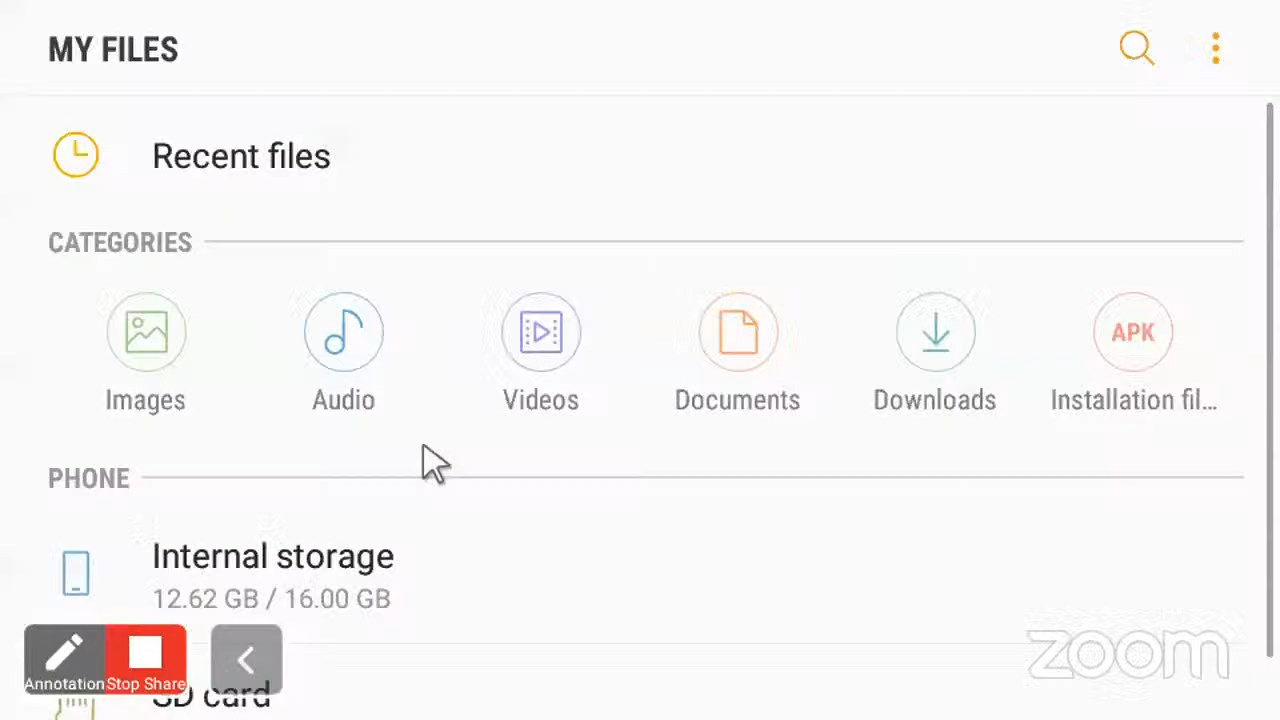 MY FILES
Recent files
CATEGORIES
Images Audio Videos Documents Downloads APK Installation fil...
PHONE
Internal storage
12.62 GB / 16.00 GB
Annotation Stop Share
SD card
zoom